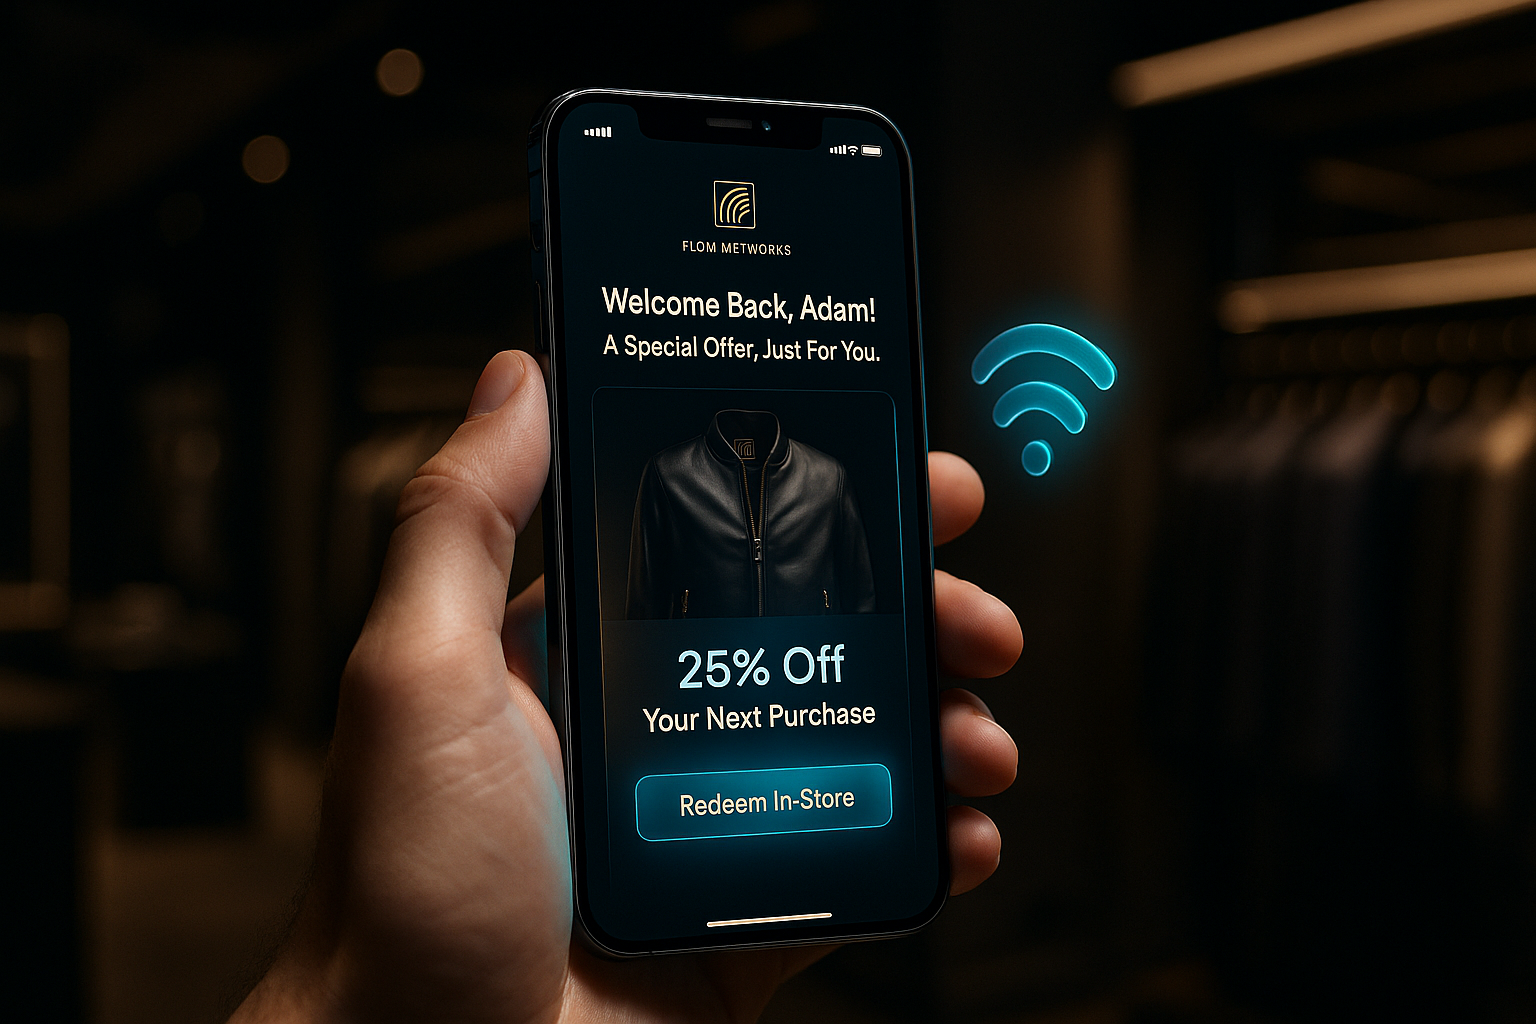 FLOM METWORKS
Welcome Back, Adam!
A Special Offer, Just For You.
25% Off
Your Next Purchase
Redeem In-Store